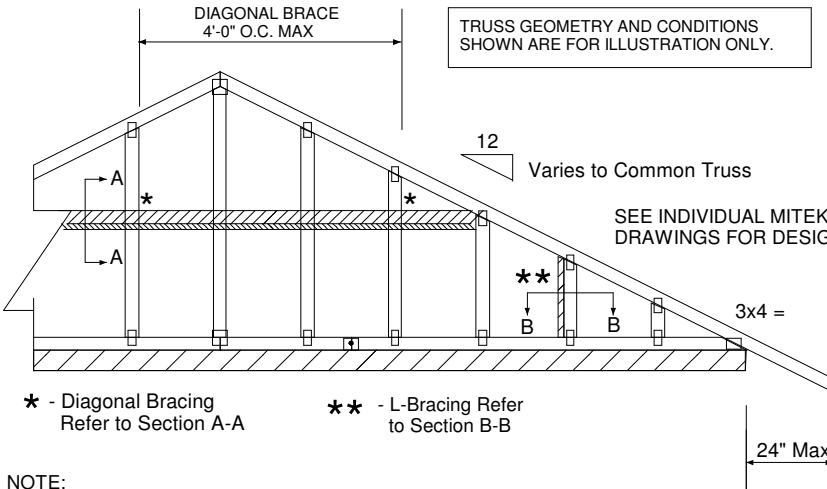 DIAGONAL BRACE
4'-0" O.C. MAX
TRUSS GEOMETRY AND CONDITIONS
SHOWN ARE FOR ILLUSTRATION ONLY.
12
Varies to Common Truss
A
*
*
SEE INDIVIDUAL MITEK
DRAWINGS FOR DESIG
A
**
B
B
3x4 =
* - Diagonal Bracing
Refer to Section A-A
** - L-Bracing Refer
to Section B-B
24" Max
NOTE: